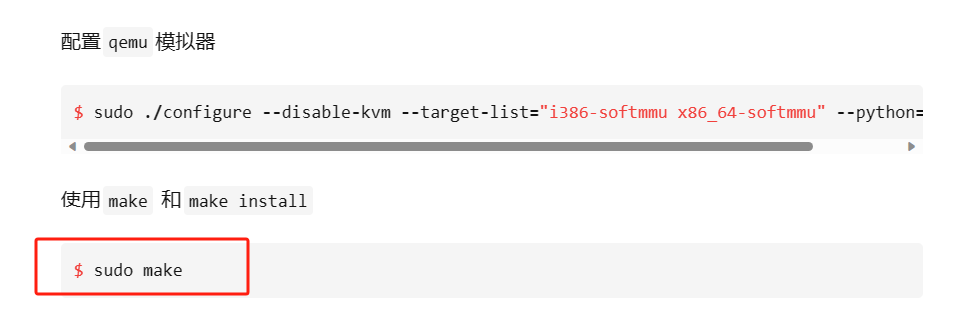 配置 qemu 模拟器
$ sudo ./configure --disable-kvm --target-list="i386-softmmu x86_64-softmmu" --python=
使用 make 和 make install
$ sudo make